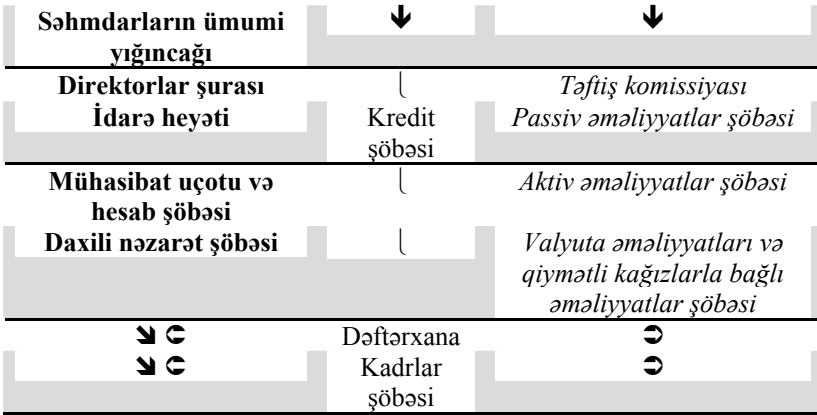 Səhmdarların ümumi 🡻 🡻
yığıncağı
Direktorlar şurası ⎩ Təftiş komissiyası
İdarə heyəti Kredit Passiv əməliyyatlar şöbəsi
şöbəsi
Mühasibat uçotu və ⎩ Aktiv əməliyyatlar şöbəsi
hesab şöbəsi
Daxili nəzarət şöbəsi ⎩ Valyuta əməliyyatları və
qiymətli kağızlarla bağlı
əməliyyatlar şöbəsi
🡾 ⮊ Dəftərxana ⮊
🡾 ⮊ Kadrlar ⮊
şöbəsi